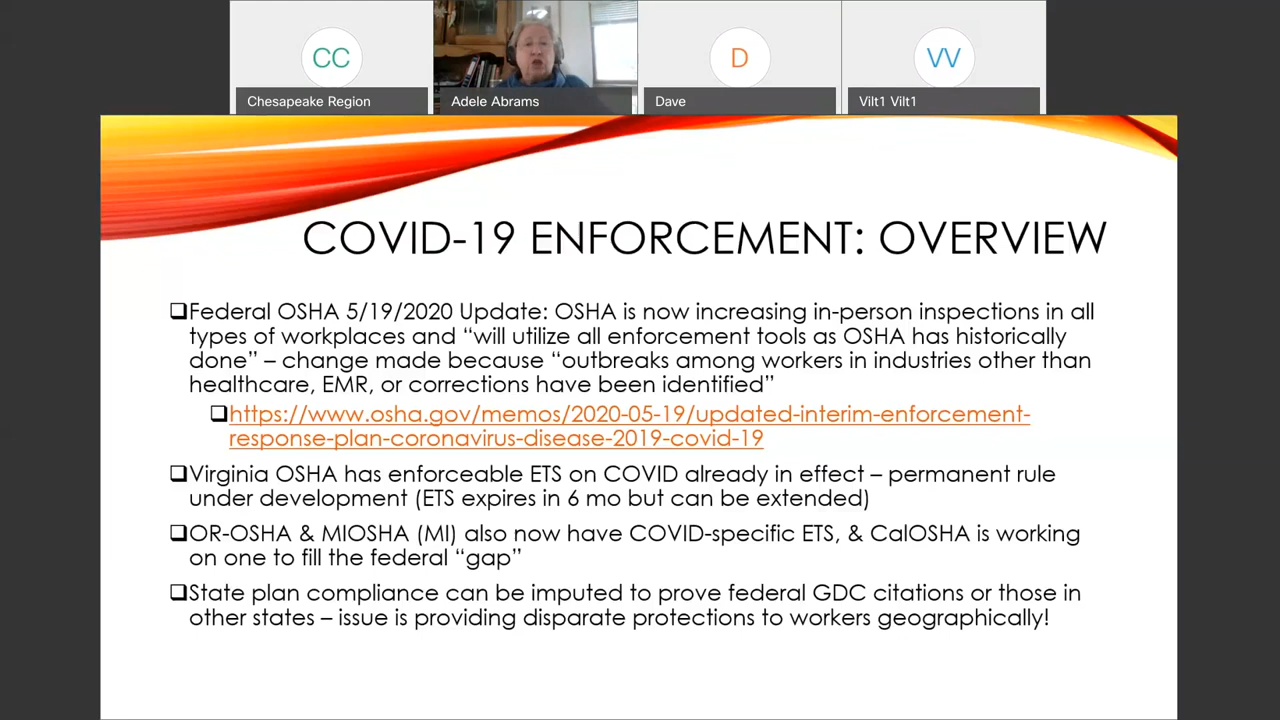 CC
D
VV
Chesapeake Region
Adele Abrams
Dave
Vilt1 Vilt1
COVID-19 ENFORCEMENT: OVERVIEW
❑Federal OSHA 5/19/2020 Update: OSHA is now increasing in-person inspections in all
types of workplaces and “will utilize all enforcement tools as OSHA has historically
done” – change made because “outbreaks among workers in industries other than
healthcare, EMR, or corrections have been identified”
❑https://www.osha.gov/memos/2020-05-19/updated-interim-enforcement-
response-plan-coronavirus-disease-2019-covid-19
❑Virginia OSHA has enforceable ETS on COVID already in effect – permanent rule
under development (ETS expires in 6 mo but can be extended)
❑OR-OSHA & MIOSHA (MI) also now have COVID-specific ETS, & CalOSHA is working
on one to fill the federal “gap”
❑State plan compliance can be imputed to prove federal GDC citations or those in
other states – issue is providing disparate protections to workers geographically!